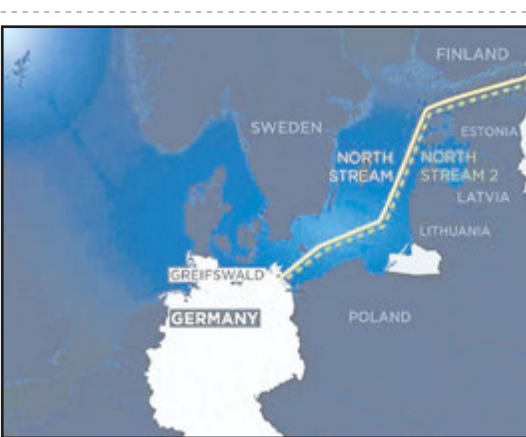 FINLAND
SWEDEN
ESTONIA
NORTH
STREAM
NORTH
STREAM 2
LATVIA
LITHUANIA
GREIFSWALD
GERMANY
POLAND